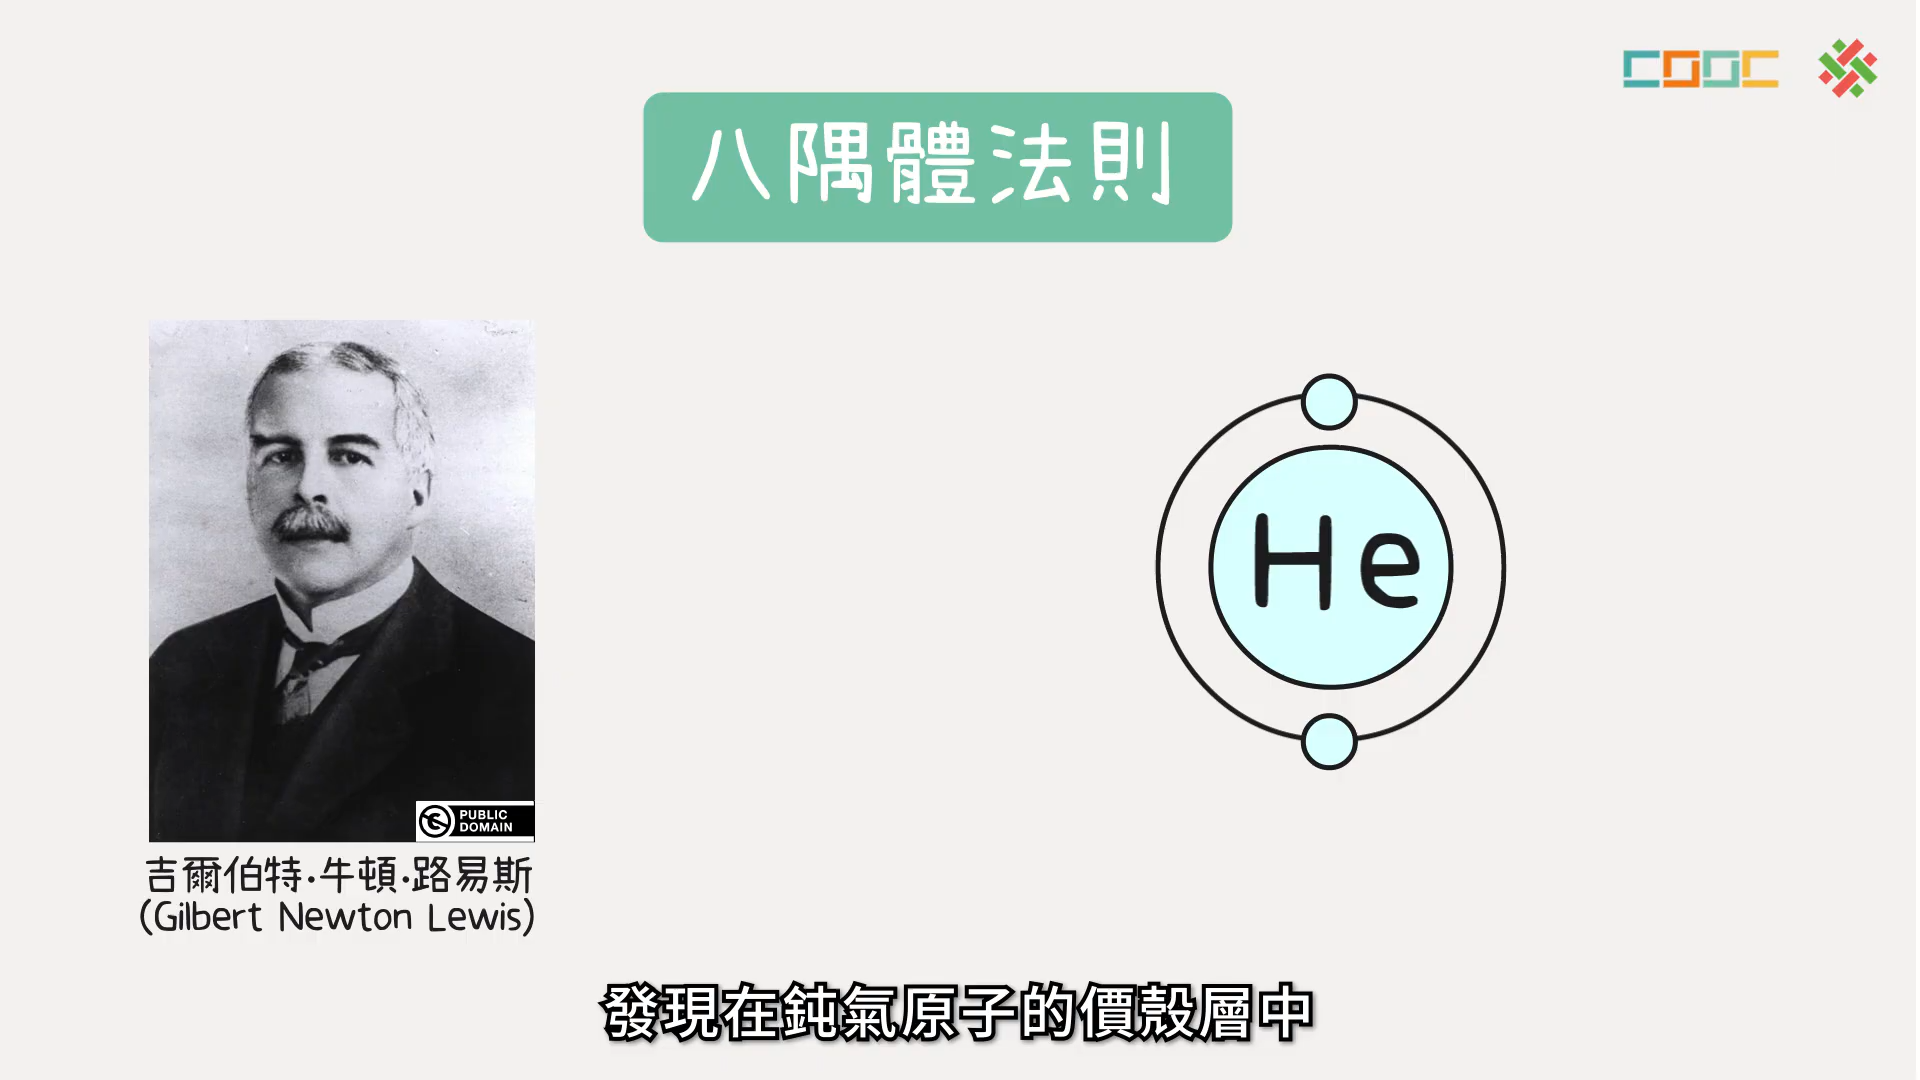 COOC
八隅體法則
He
PUBLIC
DOMAIN
吉爾伯特·牛頓·路易斯
(Gilbert Newton Lewis)
發現在鈍氣原子的價殼層中